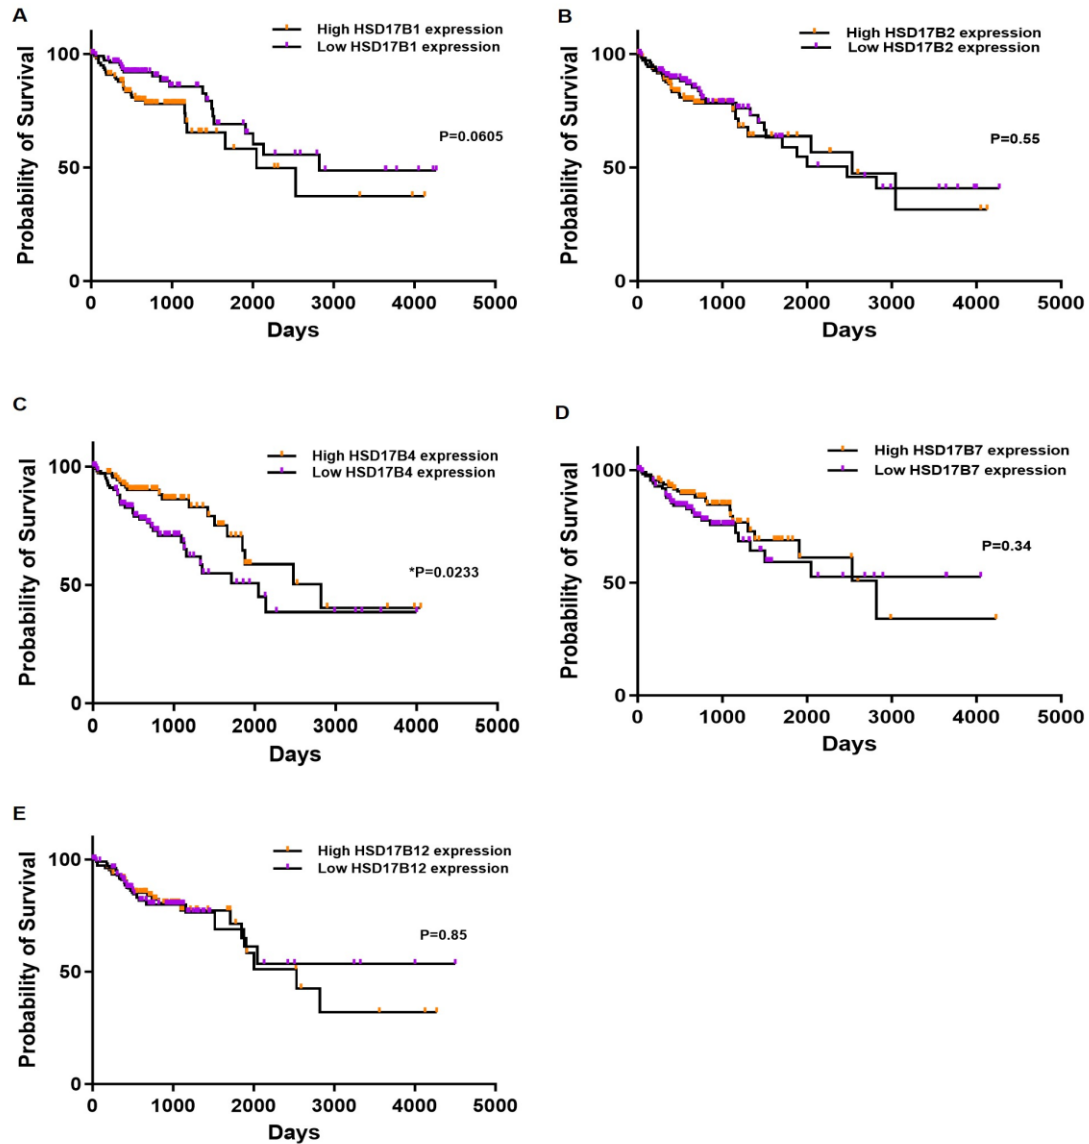 A
High HSD17B1 expression
Low HSD17B1 expression
100
50
0
Probability of Survival
P=0.0605
0 1000 2000 3000 4000 5000
Days
B
High HSD17B2 expression
Low HSD17B2 expression
100
50
0
Probability of Survival
P=0.55
0 1000 2000 3000 4000 5000
Days
C
High HSD17B4 expression
Low HSD17B4 expression
100
50
0
Probability of Survival
*P=0.0233
0 1000 2000 3000 4000 5000
Days
D
High HSD17B7 expression
Low HSD17B7 expression
100
50
0
Probability of Survival
P=0.34
0 1000 2000 3000 4000 5000
Days
E
High HSD17B12 expression
Low HSD17B12 expression
100
50
0
Probability of Survival
P=0.85
0 1000 2000 3000 4000 5000
Days